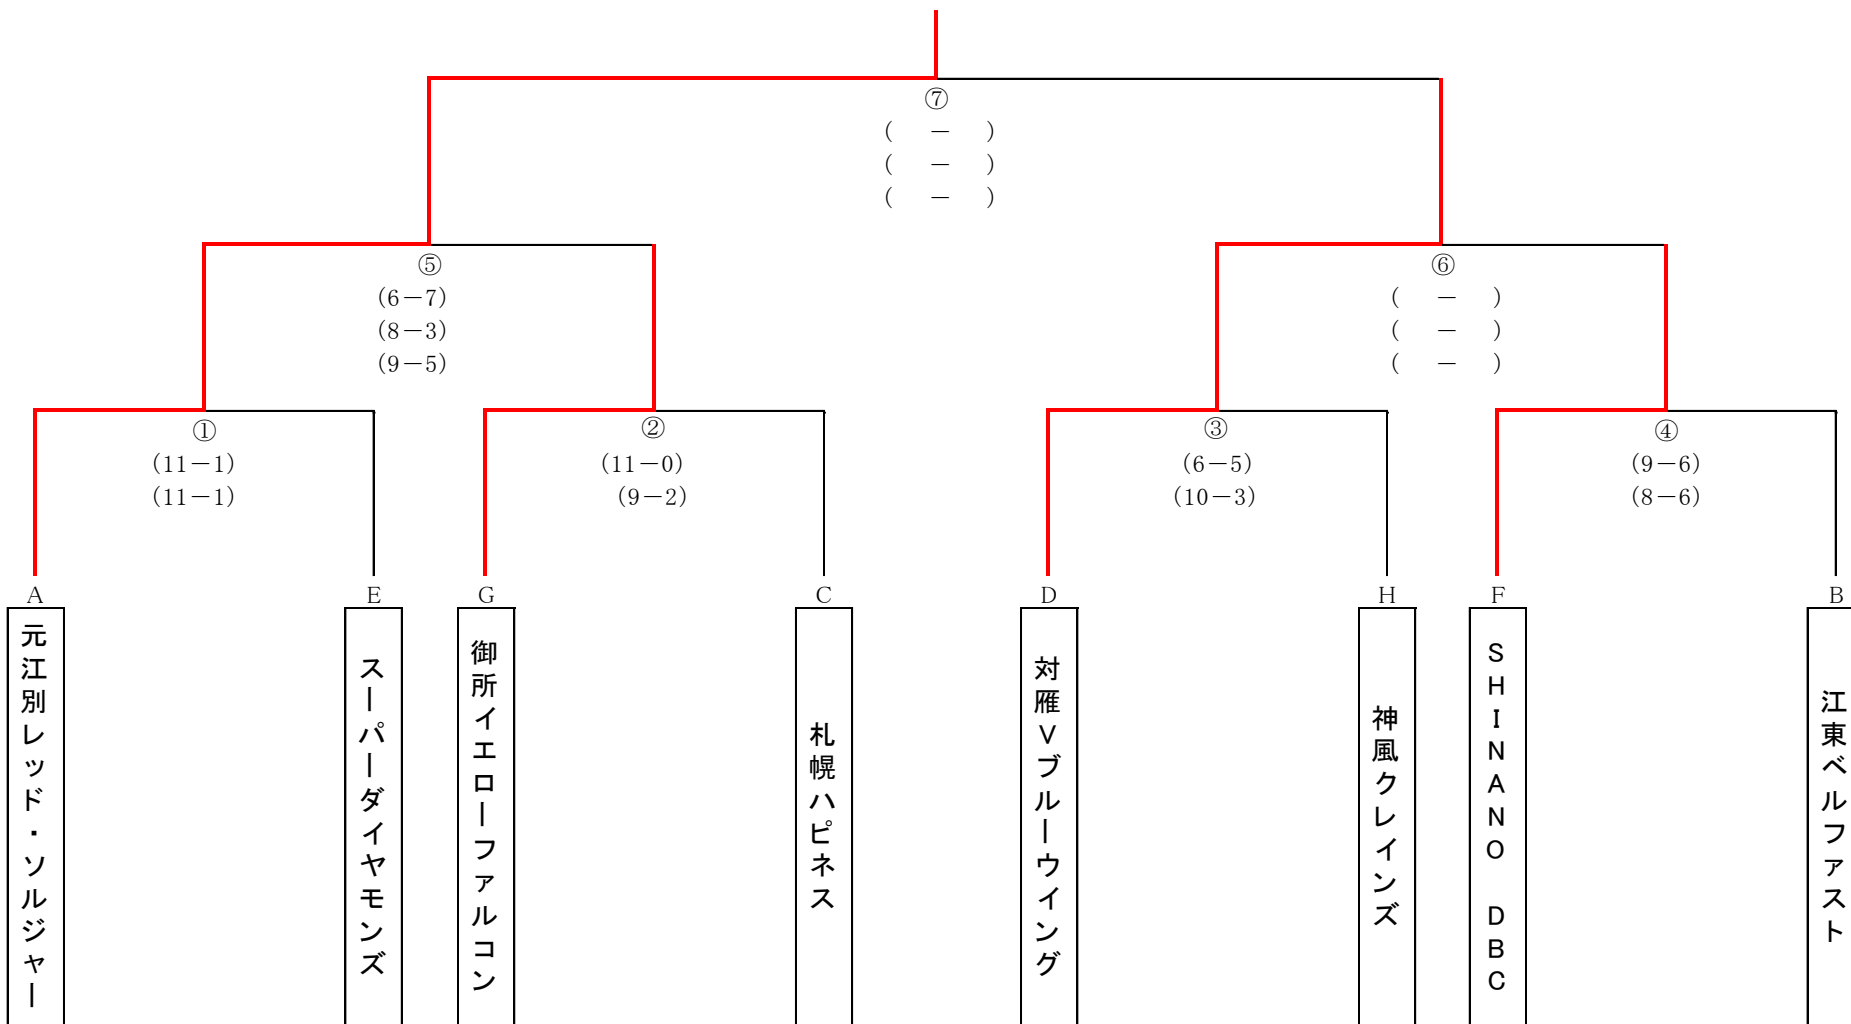 ⑦
(　－　)
(　－　)
(　－　)
⑤
(6－7)
(8－3)
(9－5)
⑥
(　－　)
(　－　)
(　－　)
①
(11－1)
(11－1)
②
(11－0)
(9－2)
③
(6－5)
(10－3)
④
(9－6)
(8－6)
A
元江別レッド・ソルジャー
E
スーパーダイヤモンズ
G
御所イエローファルコン
C
札幌ハピネス
D
対雁Vブルーウイング
H
神風クレインズ
F
SHINANO DBC
B
江東ベルファスト